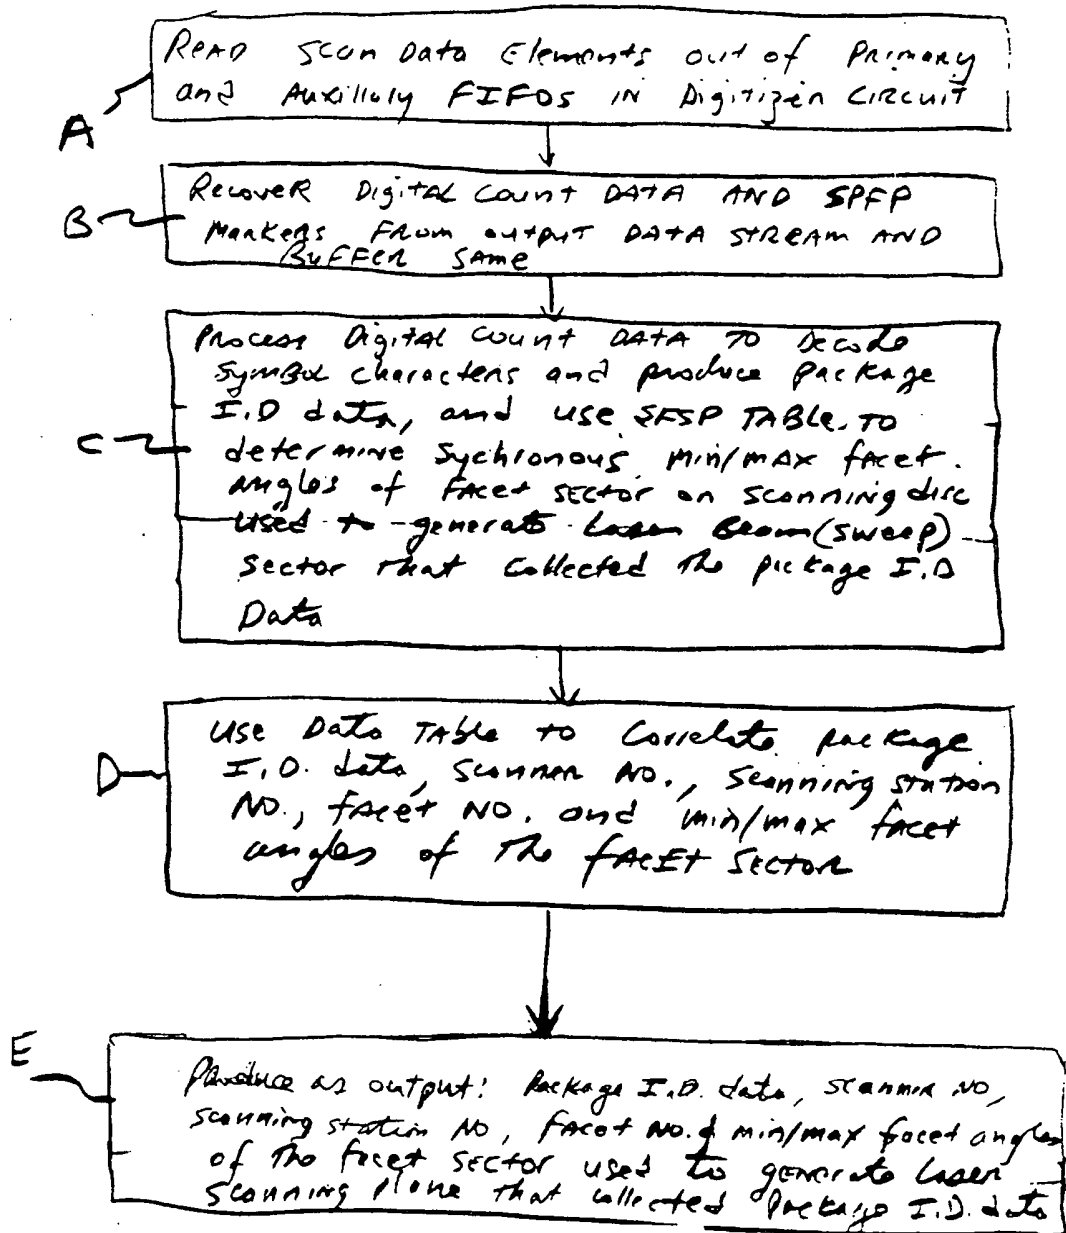 Read Scan Data Elements out of Primary
A
and Auxilluly FIFOs IN Digitizen CIRCUIT
Recover Digital Count DATA AND SPFP
B
Markers From output DATA STREAM AND
Buffer same
Process Digital Count DATA TO Decode
Symbol characters and produce package
I.D data, and use SFSP TABLE TO
C
determine Sychronous min/max facet
angles of Facet Sector on scanning disc
used to generate Laser Beam (sweep)
Sector that Collected the package I.D
Data
Use Data Table to Correlate package
D
I.D. data, scanner NO., scanning station
NO., facet NO. and min/max facet
angles of The facet Sector
E
Produce as output: Package I.D. data, scanner NO,
scanning station NO, Facet NO. & min/max facet angles
of The facet Sector used to generate Laser
scanning Plane that collected Package I.D. data